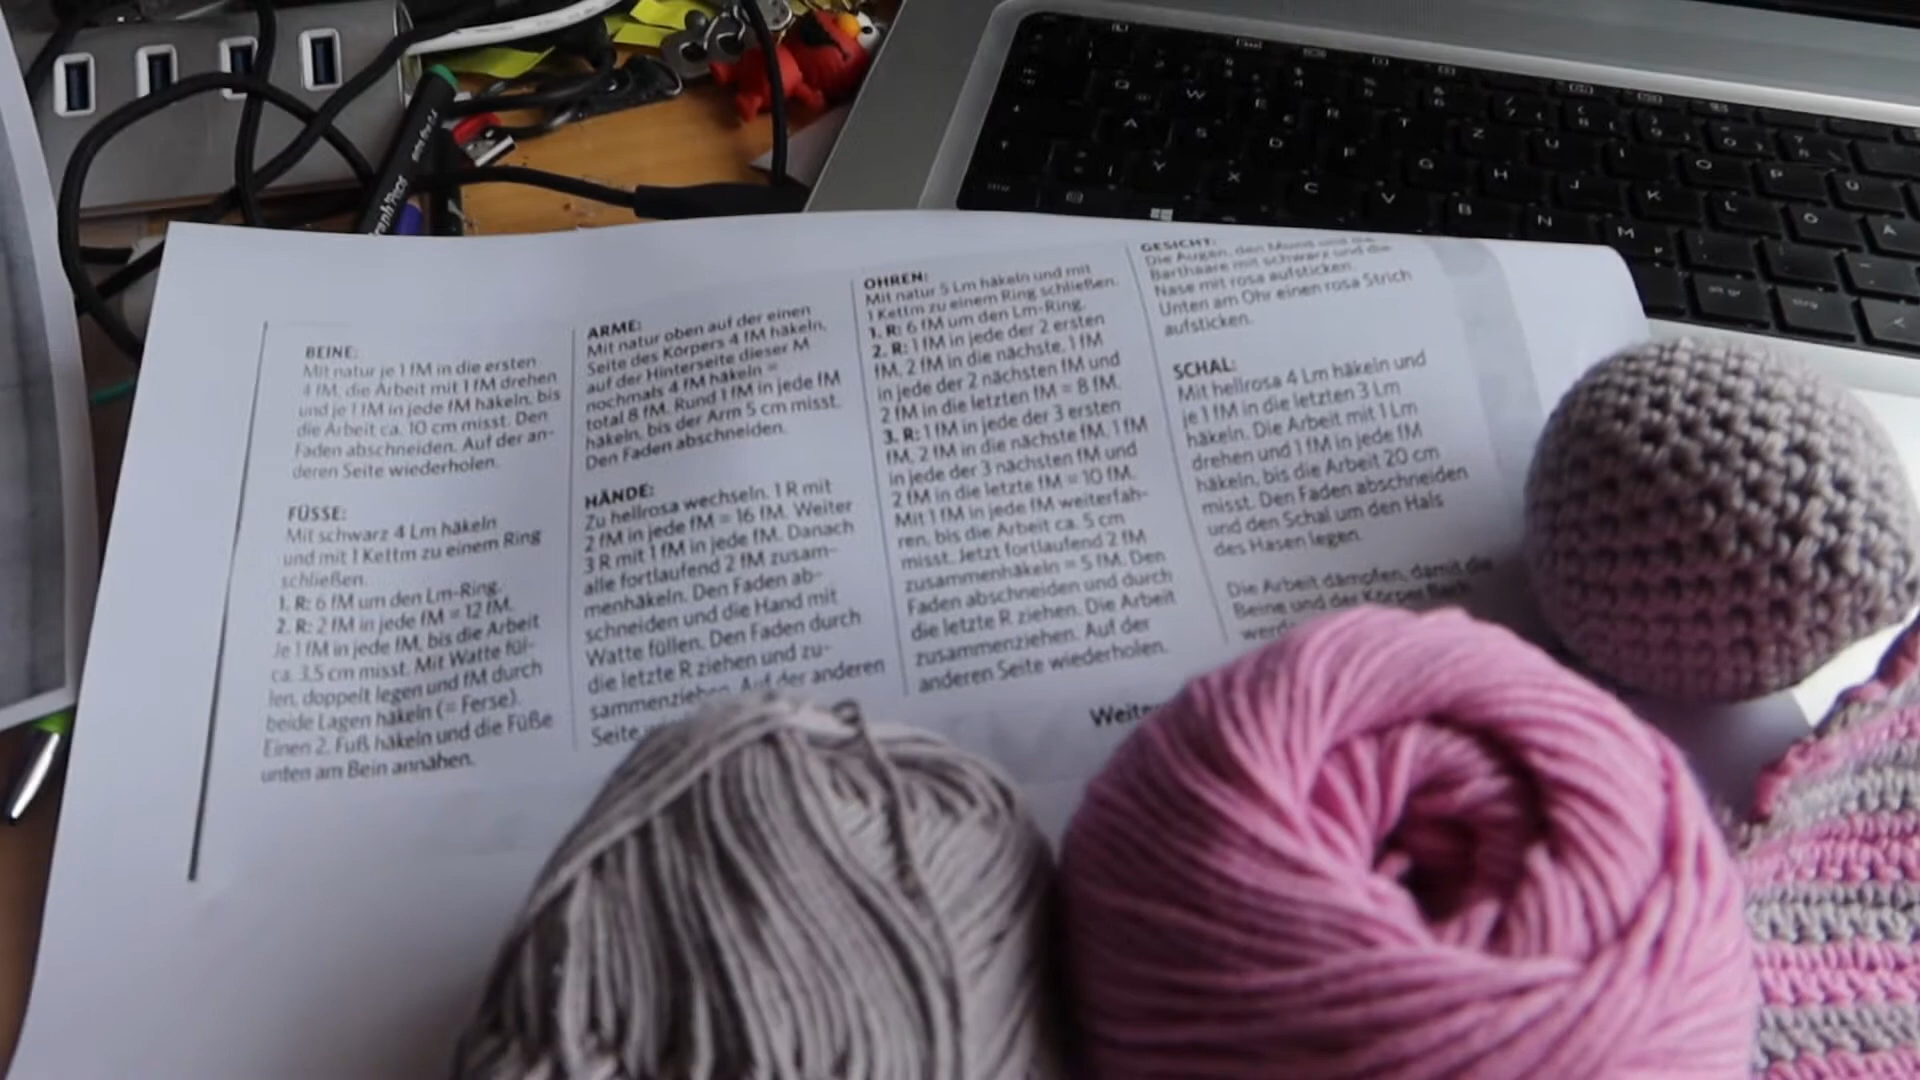 BEINE:
Mit natur je 1 fM in die ersten
4 fM, die Arbeit mit 1 fM drehen
und je 1 fM in jede fM häkeln, bis
die Arbeit ca. 10 cm misst. Den
Faden abschneiden. Auf der an-
deren Seite wiederholen.
FÜSSE:
Mit schwarz 4 Lm häkeln
und mit 1 Kettm zu einem Ring
schließen.
1. R: 6 fM um den Lm-Ring.
2. R: 2 fM in jede fM = 12 fM.
Je 1 fM in jede fM, bis die Arbeit
ca. 3,5 cm misst. Mit Watte fül-
len, doppelt legen und fM durch
beide Lagen häkeln (= Ferse).
Einen 2. Fuß häkeln und die Füße
unten am Bein annähen.
ARME:
Mit natur oben auf der einen
Seite des Körpers 4 fM häkeln,
auf der Hinterseite dieser M
nochmals 4 fM häkeln =
total 8 fM. Rund 1 fM in jede fM
häkeln, bis der Arm 5 cm misst.
Den Faden abschneiden.
HÄNDE:
Zu hellrosa wechseln. 1 R mit
2 fM in jede fM = 16 fM. Weiter
3 R mit 1 fM in jede fM. Danach
alle fortlaufend 2 fM zusam-
menhäkeln. Den Faden ab-
schneiden und die Hand mit
Watte füllen. Den Faden durch
die letzte R ziehen und zu-
sammenziehen. Auf der anderen
Seite
OHREN:
Mit natur 5 Lm häkeln und mit
1 Kettm zu einem Ring schließen.
1. R: 6 fM um den Lm-Ring.
2. R: 1 fM in jede der 2 ersten
fM, 2 fM in die nächste, 1 fM
in jede der 2 nächsten fM und
2 fM in die letzten fM = 8 fM.
3. R: 1 fM in jede der 3 ersten
fM, 2 fM in die nächste fM, 1 fM
in jede der 3 nächsten fM und
2 fM in die letzte fM = 10 fM.
Mit 1 fM in jede fM weiterfah-
ren, bis die Arbeit ca. 5 cm
misst. Jetzt fortlaufend 2 fM
zusammenhäkeln = 5 fM. Den
Faden abschneiden und durch
die letzte R ziehen. Die Arbeit
zusammenziehen. Auf der
anderen Seite wiederholen.
GESICHT:
Die Augen, den Mund und die
Barthaare mit schwarz und die
Nase mit rosa aufsticken.
Unten am Ohr einen rosa Strich
aufsticken.
SCHAL:
Mit hellrosa 4 Lm häkeln und
je 1 fM in die letzten 3 Lm
häkeln. Die Arbeit mit 1 Lm
drehen und 1 fM in jede fM
häkeln, bis die Arbeit 20 cm
misst. Den Faden abschneiden
und den Schal um den Hals
des Hasen legen.
Die Arbeit dämpfen, damit die
Beine und der Körper
Q W E R T Z U I O P Ü
A S D F G H J K L Ö Ä
Y X C V B N M